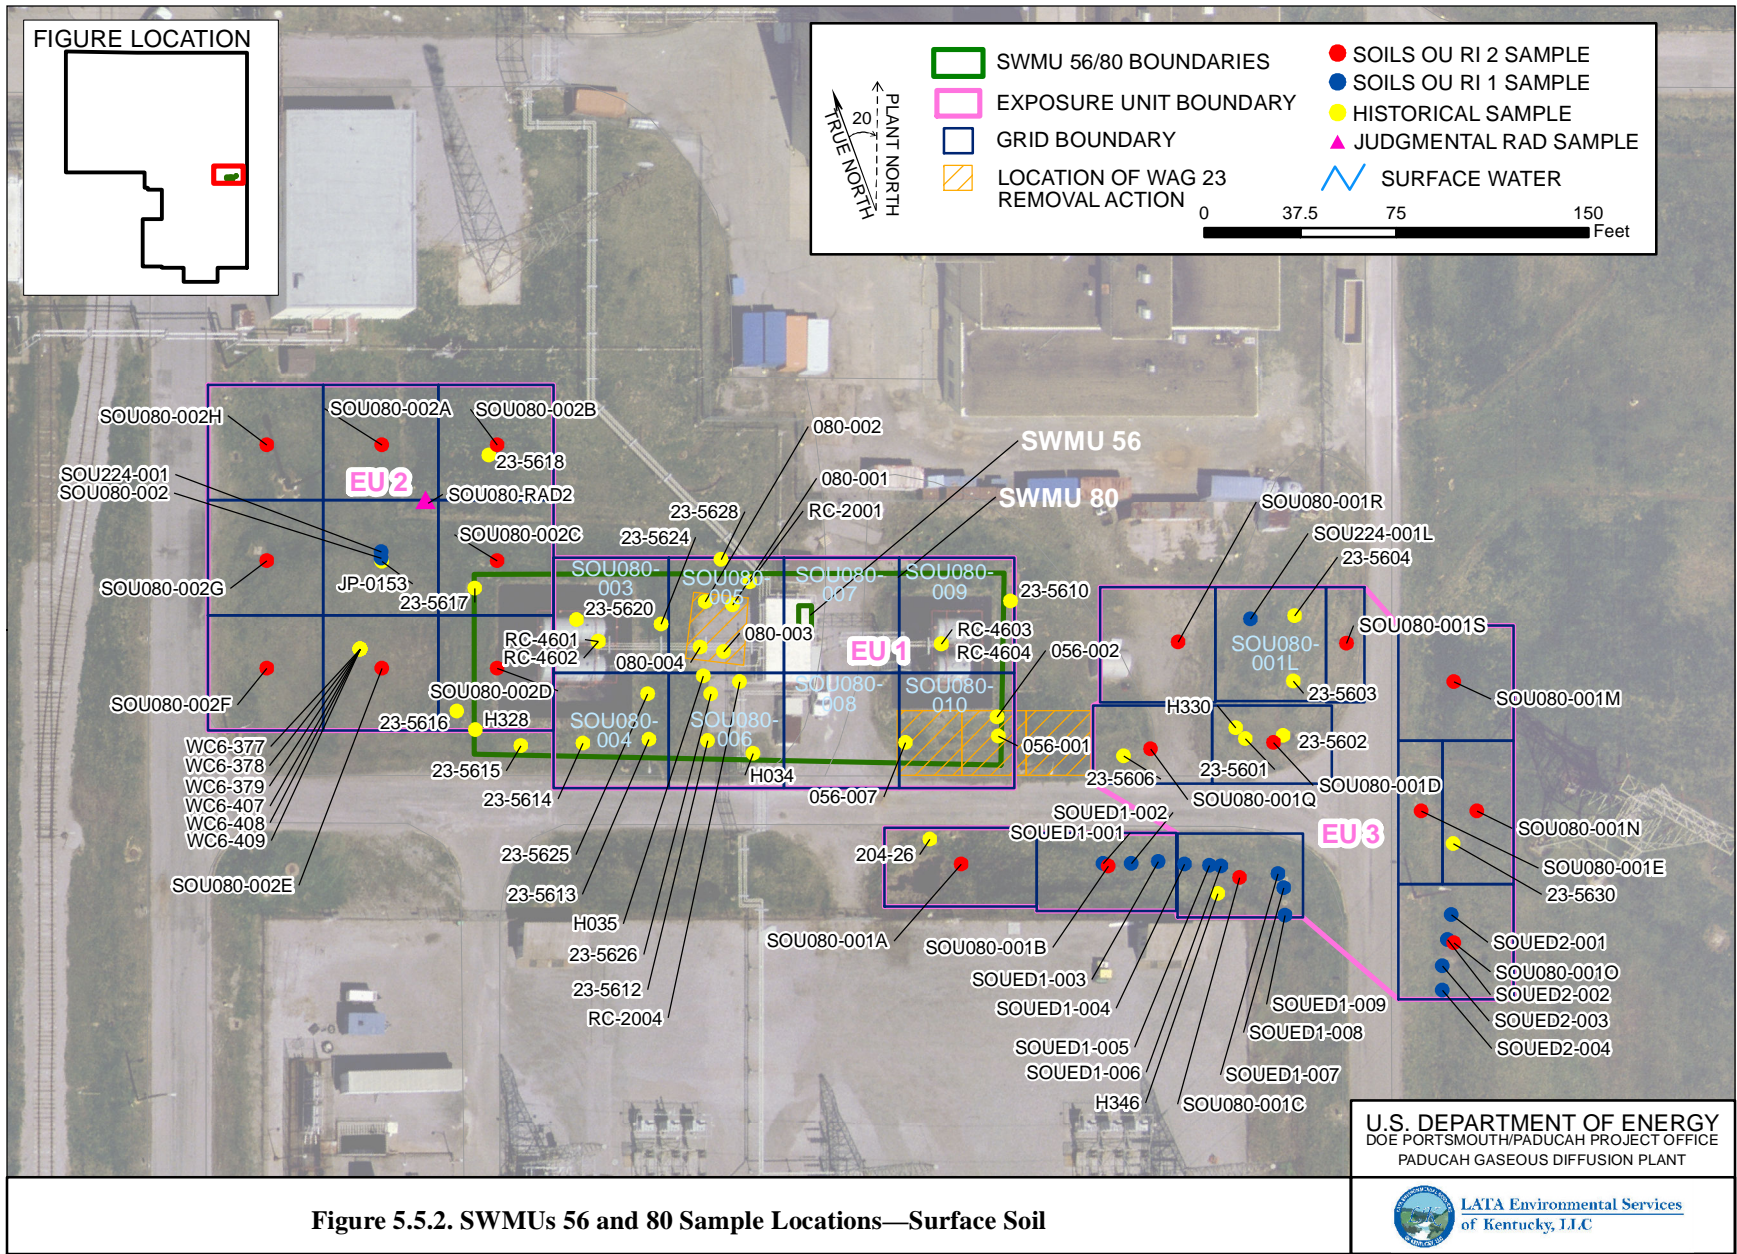 FIGURE LOCATION
SWMU 56/80 BOUNDARIES
EXPOSURE UNIT BOUNDARY
GRID BOUNDARY
LOCATION OF WAG 23
REMOVAL ACTION
SOILS OU RI 2 SAMPLE
SOILS OU RI 1 SAMPLE
HISTORICAL SAMPLE
JUDGMENTAL RAD SAMPLE
SURFACE WATER
TRUE NORTH
20
PLANT NORTH
0 37.5 75 150
Feet
SOU080-002H
SOU080-002A
SOU080-002B
23-5618
SOU224-001
SOU080-002
EU 2
SOU080-RAD2
SOU080-002C
SOU080-002G
JP-0153
23-5617
SOU080-002F
SOU080-002D
23-5616
H328
WC6-377
WC6-378
WC6-379
WC6-407
WC6-408
WC6-409
SOU080-002E
080-002
SWMU 56
080-001
SWMU 80
RC-2001
23-5628
23-5624
SOU080-
003
SOU080-
005
SOU080-
007
SOU080-
009
23-5620
RC-4601
RC-4602
080-003
080-004
EU 1
RC-4603
RC-4604
23-5610
056-002
SOU080-
004
SOU080-
006
SOU080-
008
SOU080-
010
056-001
H034
056-007
23-5615
23-5614
23-5625
23-5613
H035
23-5626
23-5612
RC-2004
SOU080-001R
SOU224-001L
23-5604
SOU080-001S
SOU080-
001L
23-5603
SOU080-001M
H330
23-5602
23-5601
23-5606
SOU080-001D
SOU080-001Q
EU 3
SOUED1-002
SOUED1-001
204-26
SOU080-001N
SOU080-001E
23-5630
SOU080-001A
SOU080-001B
SOUED1-003
SOUED1-004
SOUED1-005
SOUED1-006
H346
SOU080-001C
SOUED1-007
SOUED1-008
SOUED1-009
SOUED2-001
SOU080-001O
SOUED2-002
SOUED2-003
SOUED2-004
U.S. DEPARTMENT OF ENERGY
DOE PORTSMOUTH/PADUCAH PROJECT OFFICE
PADUCAH GASEOUS DIFFUSION PLANT
Figure 5.5.2. SWMUs 56 and 80 Sample Locations—Surface Soil
LATA Environmental Services
of Kentucky, LLC